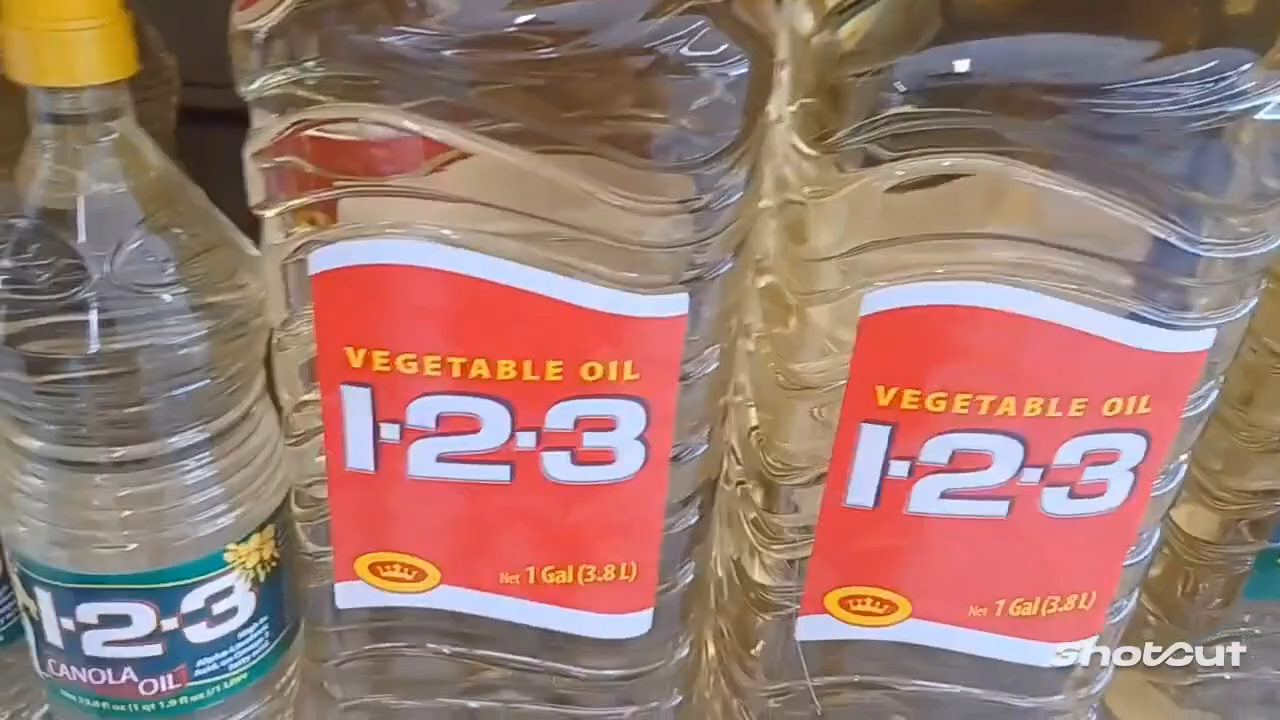 VEGETABLE OIL
1·2·3
Net 1 Gal (3.8 L)
VEGETABLE OIL
1·2·3
Net 1 Gal (3.8 L)
1·2·3
CANOLA
OIL
shotcut